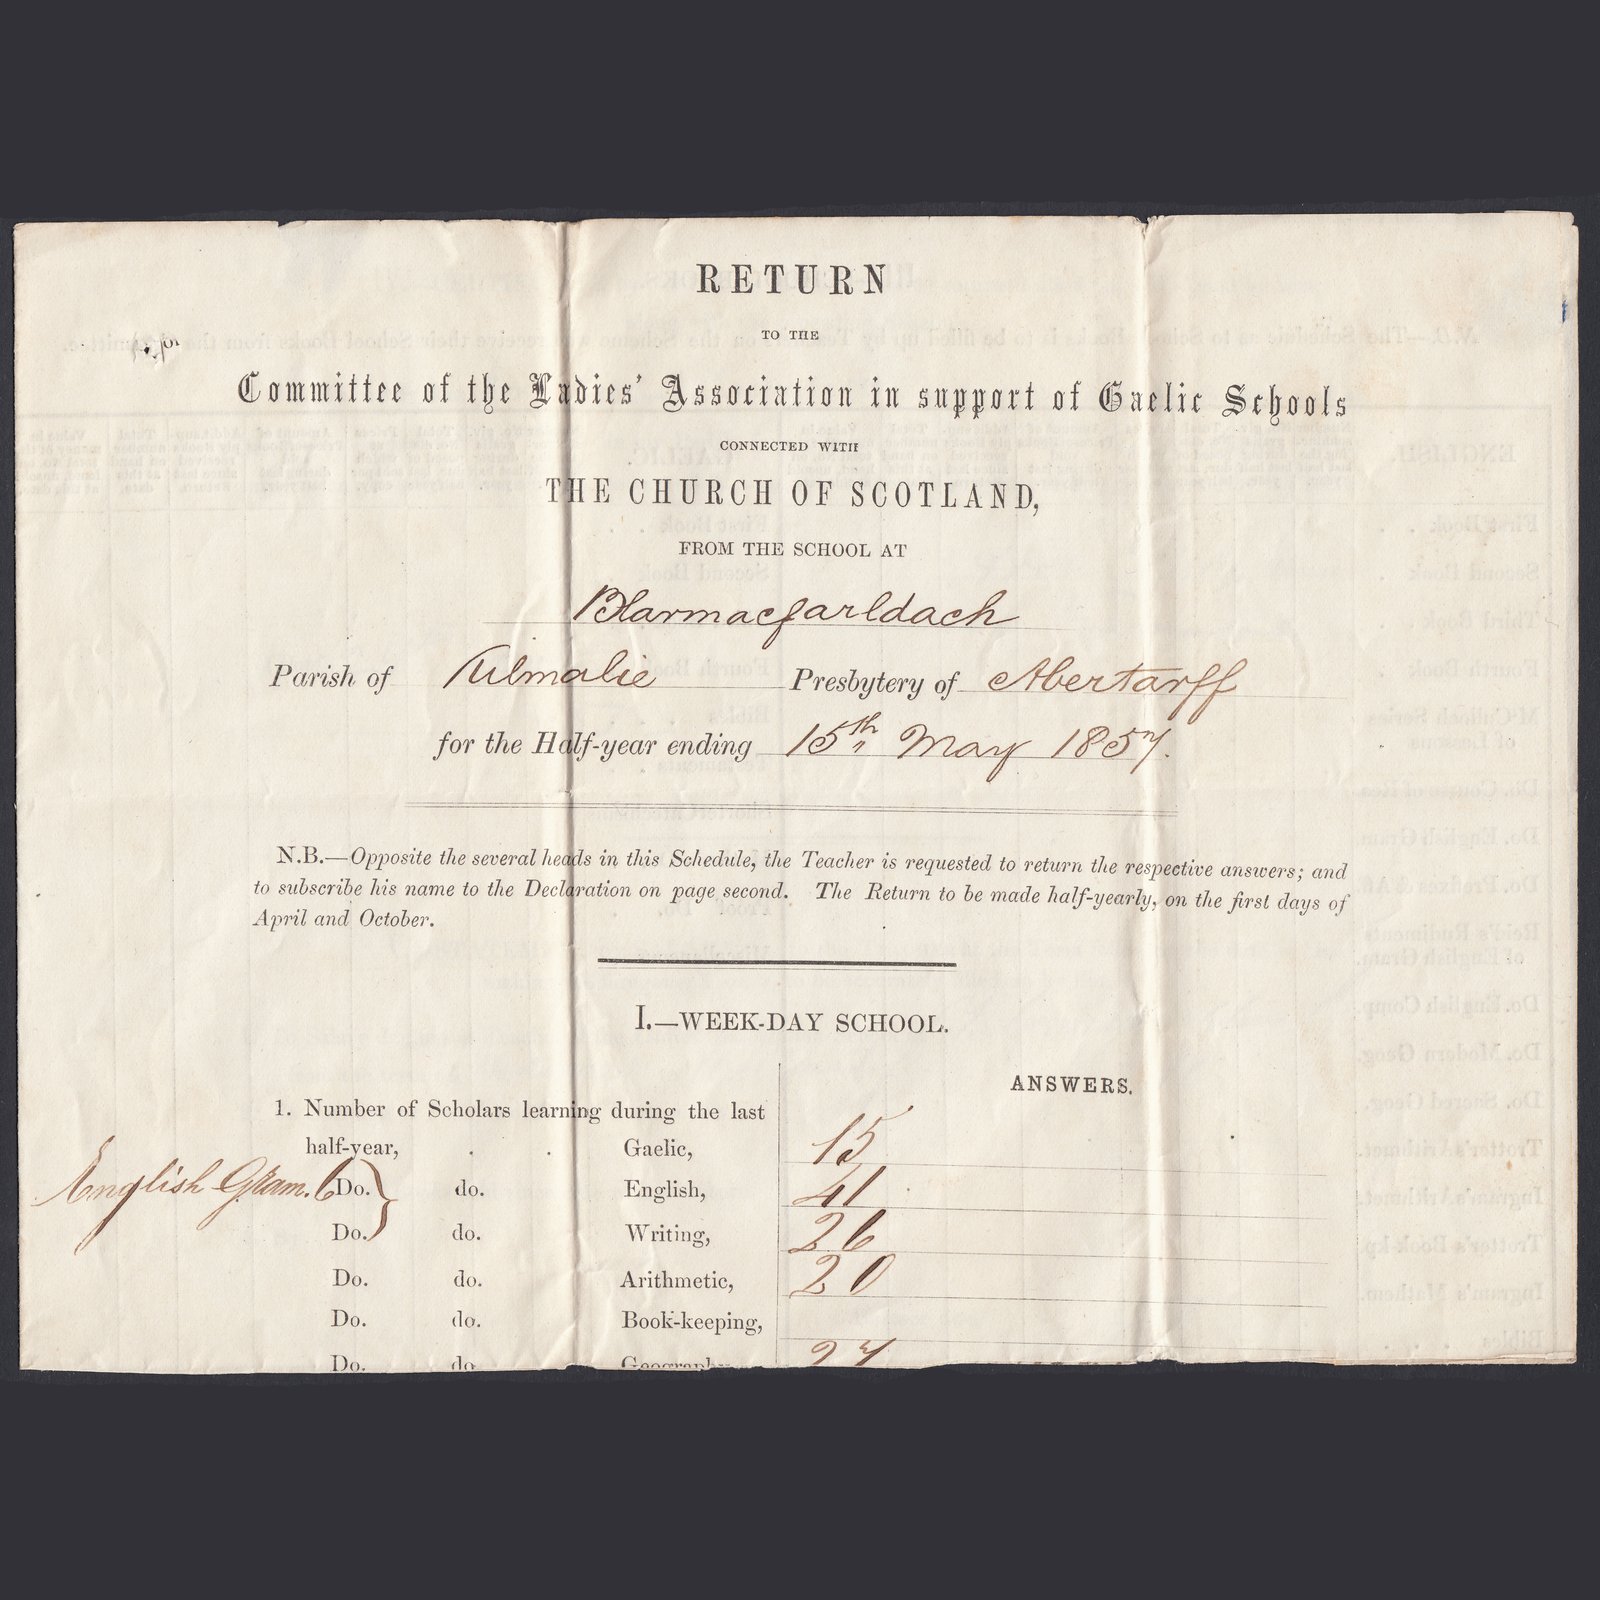 RETURN
TO THE
Committee of the Ladies' Association in support of Gaelic Schools
CONNECTED WITH
THE CHURCH OF SCOTLAND,
FROM THE SCHOOL AT
Blarmacfarldach
Parish of Kilmalie Presbytery of Abertarff
for the Half-year ending 15th May 1857.
N.B.—Opposite the several heads in this Schedule, the Teacher is requested to return the respective answers; and
to subscribe his name to the Declaration on page second. The Return to be made half-yearly, on the first days of
April and October.
I.—WEEK-DAY SCHOOL.
ANSWERS.
1. Number of Scholars learning during the last
half-year, . . Gaelic, 15
English Gram. 6 Do. do. English, 41
Do. do. Writing, 26
Do. do. Arithmetic, 20
Do. do. Book-keeping,
Do. do. Geography, 27